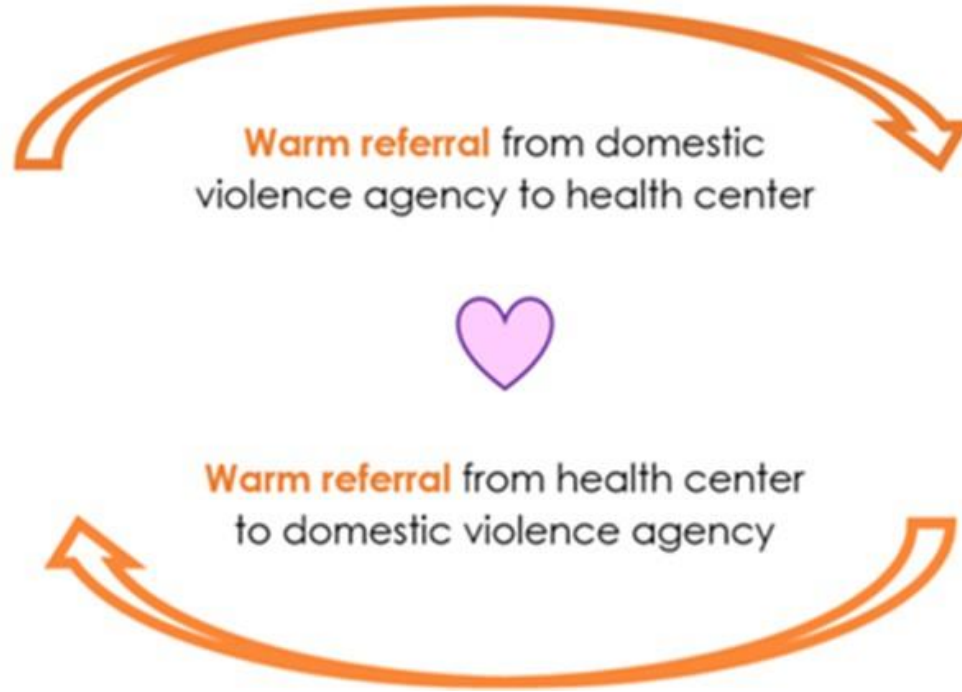 Warm referral from domestic
violence agency to health center
Warm referral from health center
to domestic violence agency